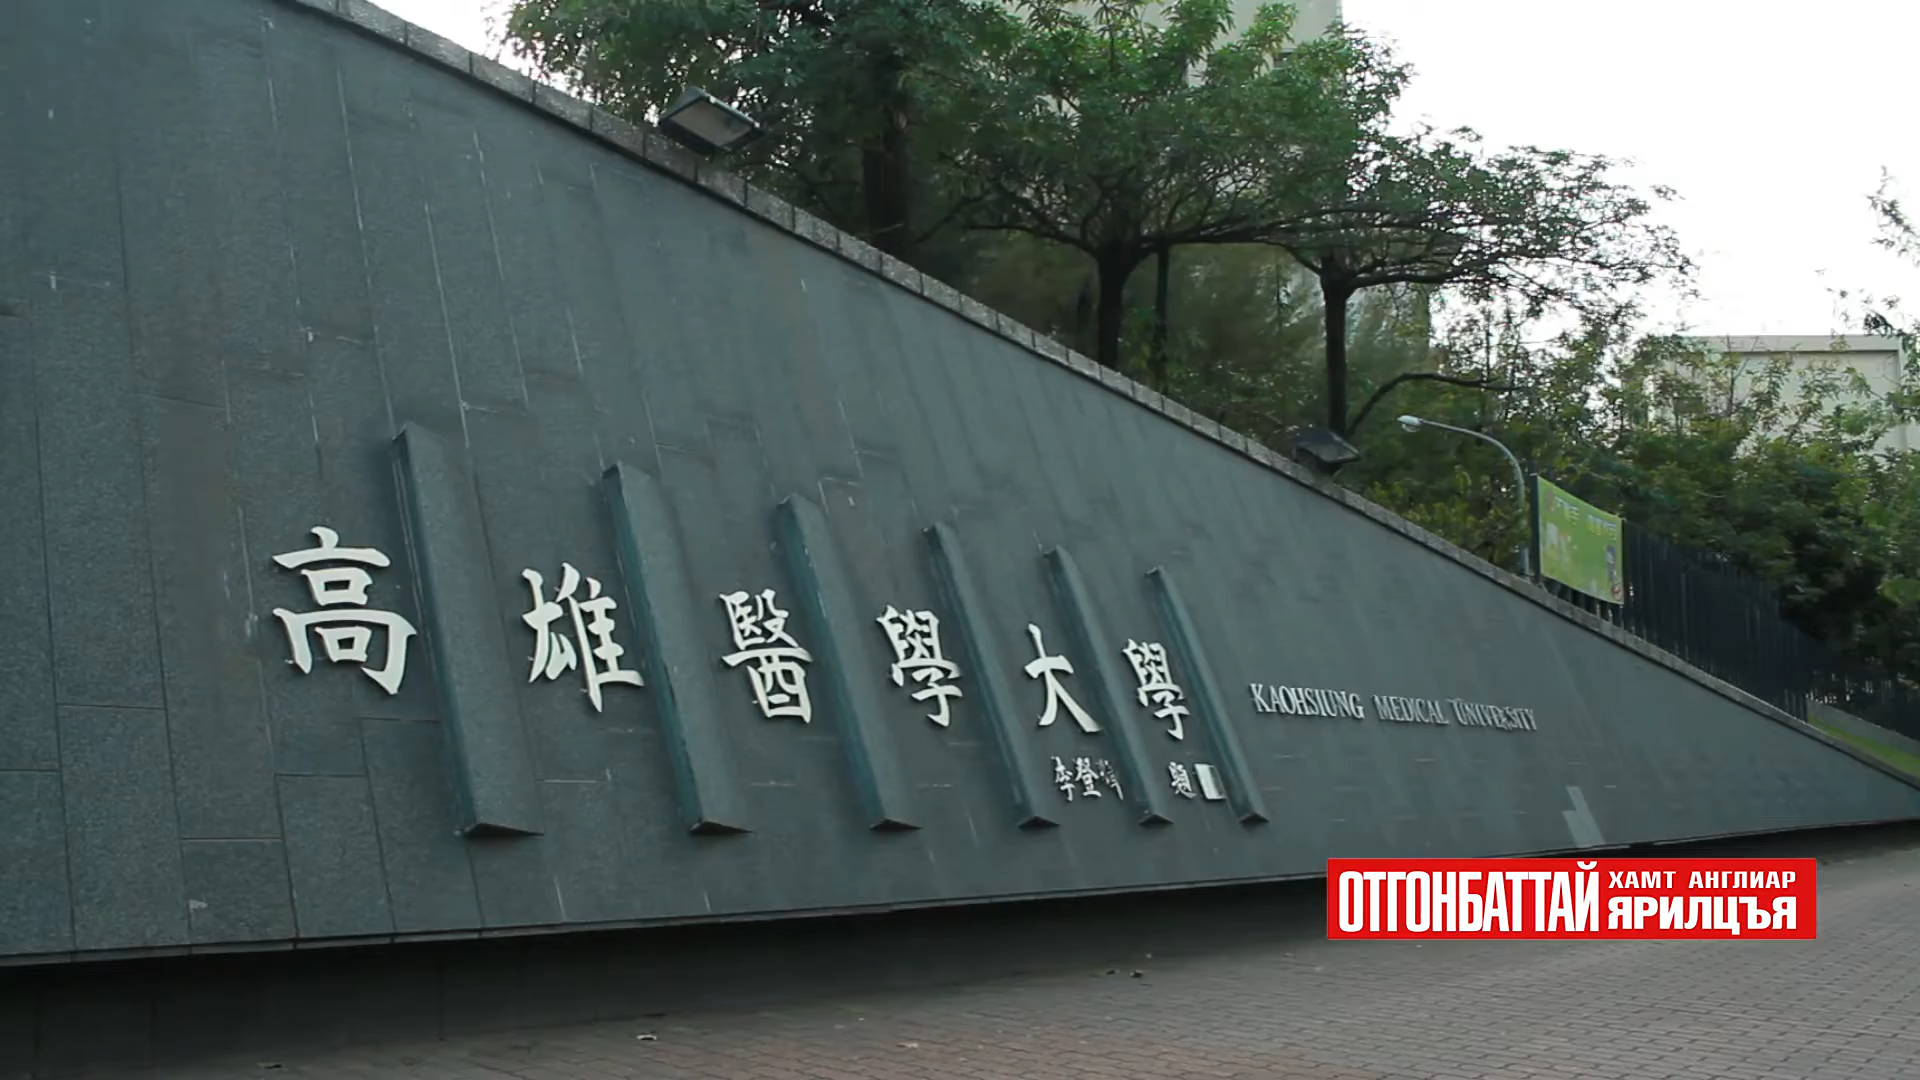 高雄醫學大學
KAOHSIUNG MEDICAL UNIVERSITY
李登輝 題
ОТГОНБАТТАЙ
ХАМТ АНГЛИАР
ЯРИЛЦЪЯ